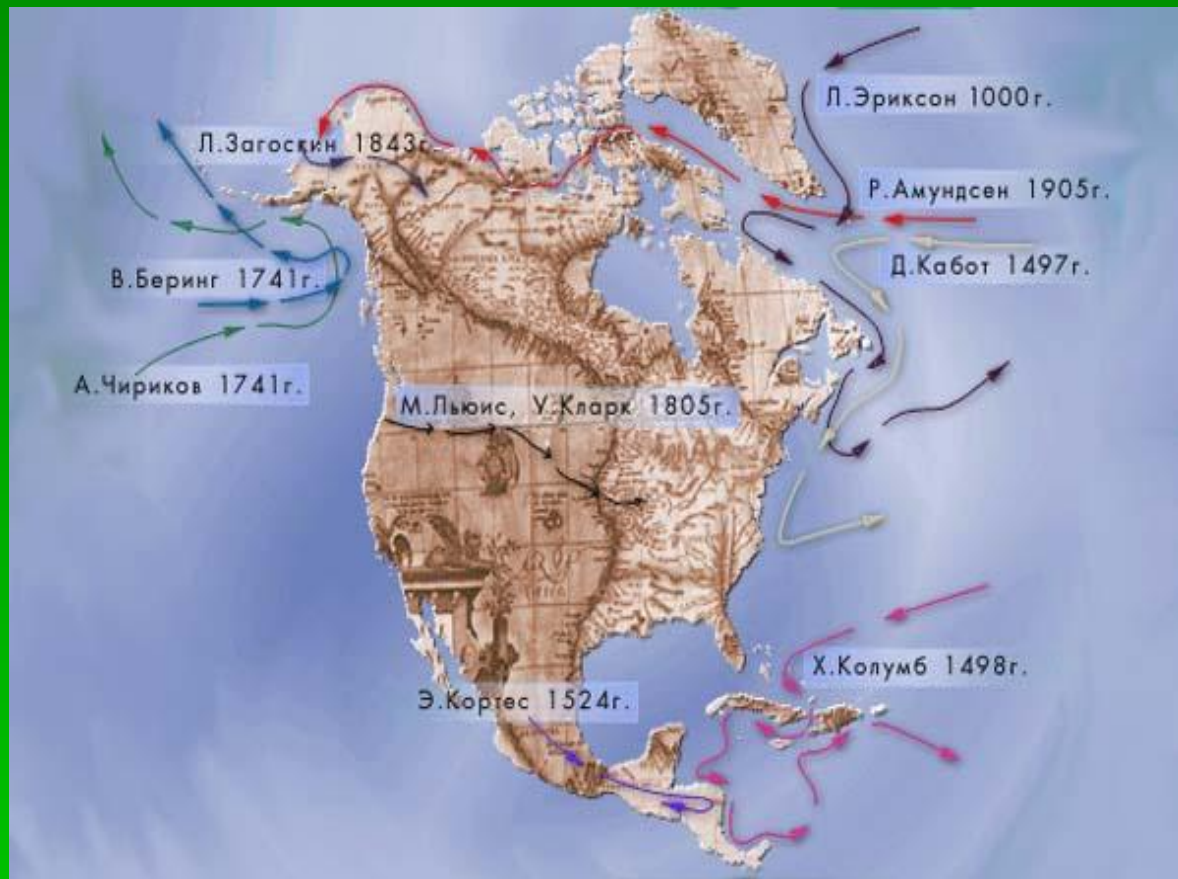 Л.Эриксон 1000г.
Л.Загоскин 1843г.
Р.Амундсен 1905г.
Д.Кабот 1497г.
В.Беринг 1741г.
А.Чириков 1741г.
М.Льюис, У.Кларк 1805г.
Х.Колумб 1498г.
Э.Кортес 1524г.